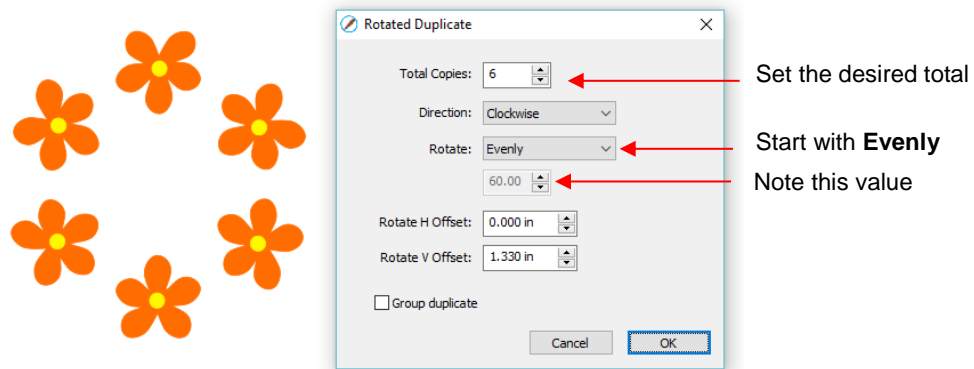 Rotated Duplicate
Total Copies: 6
Set the desired total
Direction: Clockwise
Rotate: Evenly
Start with Evenly
60.00
Note this value
Rotate H Offset: 0.000 in
Rotate V Offset: 1.330 in
Group duplicate
Cancel OK